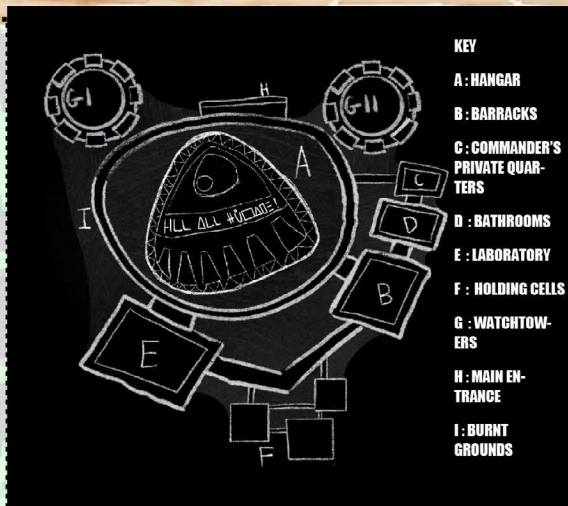 KEY
A : HANGAR
B : BARRACKS
C : COMMANDER'S
PRIVATE QUAR-
TERS
D : BATHROOMS
E : LABORATORY
F : HOLDING CELLS
G : WATCHTOW-
ERS
H : MAIN EN-
TRANCE
I : BURNT
GROUNDS
GI
H
GII
A
I
C
D
B
E
F